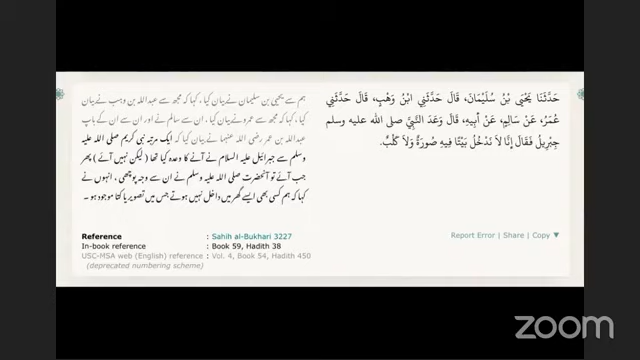 حَدَّثَنَا يَحْيَى بْنُ سُلَيْمَانَ، قَالَ حَدَّثَنِي ابْنُ وَهْبٍ، قَالَ حَدَّثَنِي
عُمَرُ، عَنْ سَالِمٍ، عَنْ أَبِيهِ، قَالَ وَعَدَ النَّبِيَّ صلى الله عليه وسلم
جِبْرِيلُ فَقَالَ إِنَّا لاَ نَدْخُلُ بَيْتًا فِيهِ صُورَةٌ وَلاَ كَلْبٌ‏.‏
ہم سے یحییٰ بن سلیمان نے بیان کیا ، کہا کہ مجھ سے عبداللہ بن وہب نے بیان
کیا ، کہا کہ مجھ سے عمرو نے بیان کیا ، ان سے سالم نے اور ان سے ان کے باپ
عبداللہ بن عمر رضی اللہ عنہما نے بیان کیا کہ ایک مرتبہ نبی کریم صلی اللہ علیہ
وسلم سے جبرائیل علیہ السلام نے آنے کا وعدہ کیا تھا ( لیکن نہیں آئے ) پھر
جب آئے تو آنحضرت صلی اللہ علیہ وسلم نے ان سے وجہ پوچھی ، انہوں نے
کہا کہ ہم کسی بھی ایسے گھر میں داخل نہیں ہوتے جس میں تصویر یا کتا موجود ہو ۔
Reference : Sahih al-Bukhari 3227
In-book reference : Book 59, Hadith 38
USC-MSA web (English) reference : Vol. 4, Book 54, Hadith 450
(deprecated numbering scheme)
Report Error | Share | Copy ▼
zoom